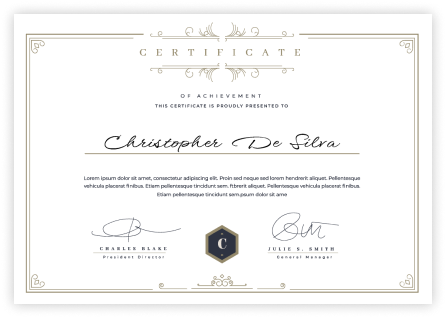 CERTIFICATE
OF ACHIEVEMENT
THIS CERTIFICATE IS PROUDLY PRESENTED TO
Christopher De Silva
Lorem ipsum dolor sit amet, consectetur adipiscing elit. Proin sed neque sed lorem hendrerit aliquet. Pellentesque
vehicula placerat finibus. Etiam pellentesque tincidunt sem. aliquet. Pellentesque vehicula placerat finibus.
Etiam pellentesque tincidunt sem.psum dolor sit ame
CHARLES BLAKE
President Director
C
JULIE S. SMITH
General Manager